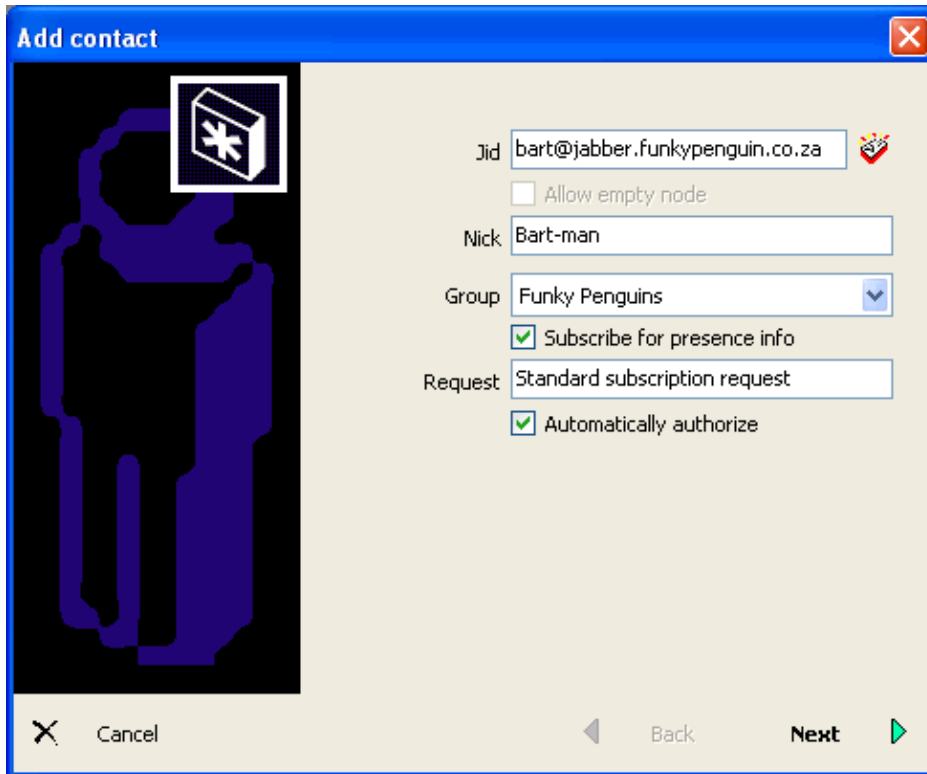 Add contact
Jid bart@jabber.funkypenguin.co.za
Allow empty node
Nick Bart-man
Group Funky Penguins
Subscribe for presence info
Request Standard subscription request
Automatically authorize
Cancel Back Next